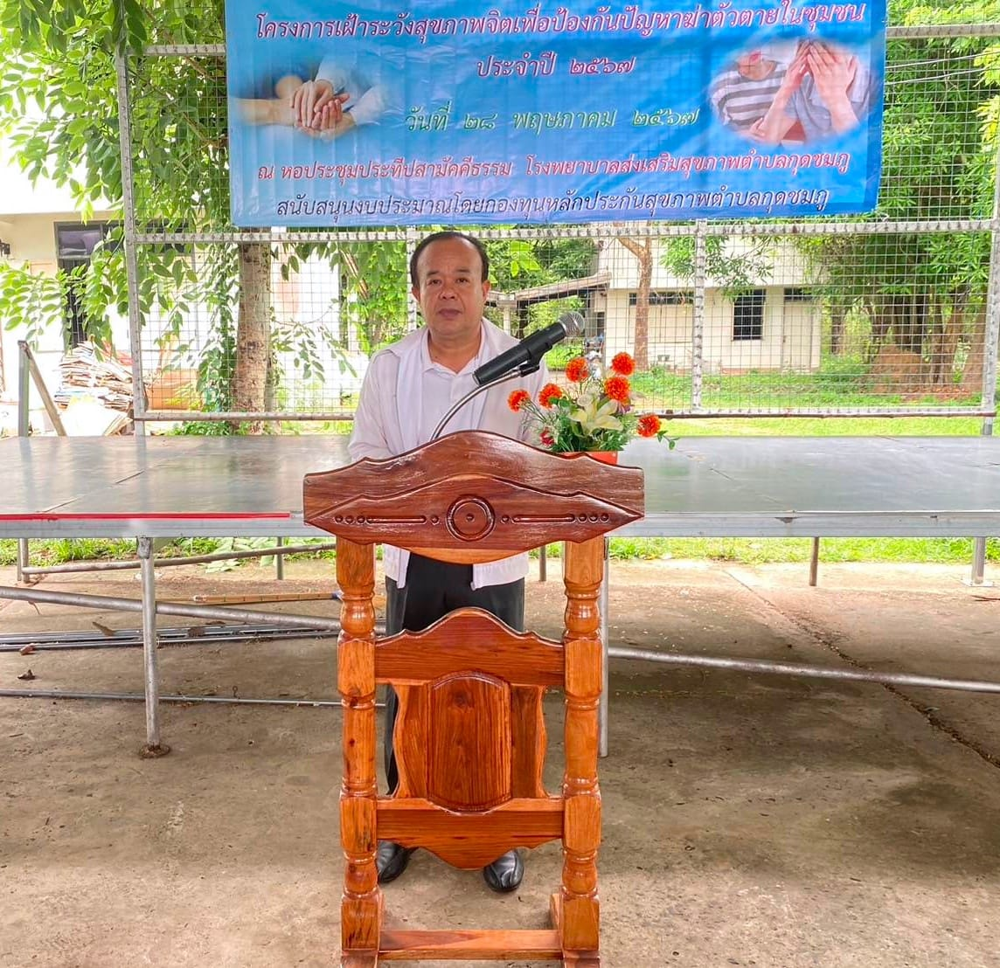 โครงการเฝ้าระวังสุขภาพจิตเพื่อป้องกันปัญหาฆ่าตัวตายในชุมชน
ประจำปี ๒๕๖๗
วันที่ ๒๘ พฤษภาคม ๒๕๖๗
ณ หอประชุมประทีปสามัคคีธรรม โรงพยาบาลส่งเสริมสุขภาพตำบลกุดชมภู
สนับสนุนงบประมาณโดยกองทุนหลักประกันสุขภาพตำบลกุดชมภู